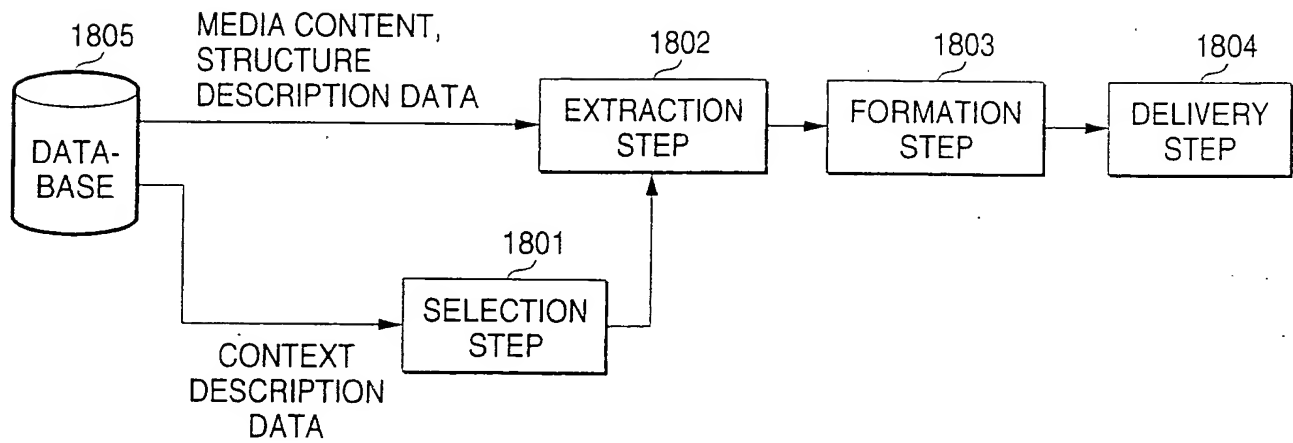 1805
MEDIA CONTENT,
STRUCTURE
DESCRIPTION DATA
1802
1803
1804
DATA-
BASE
EXTRACTION
STEP
FORMATION
STEP
DELIVERY
STEP
1801
SELECTION
STEP
CONTEXT
DESCRIPTION
DATA